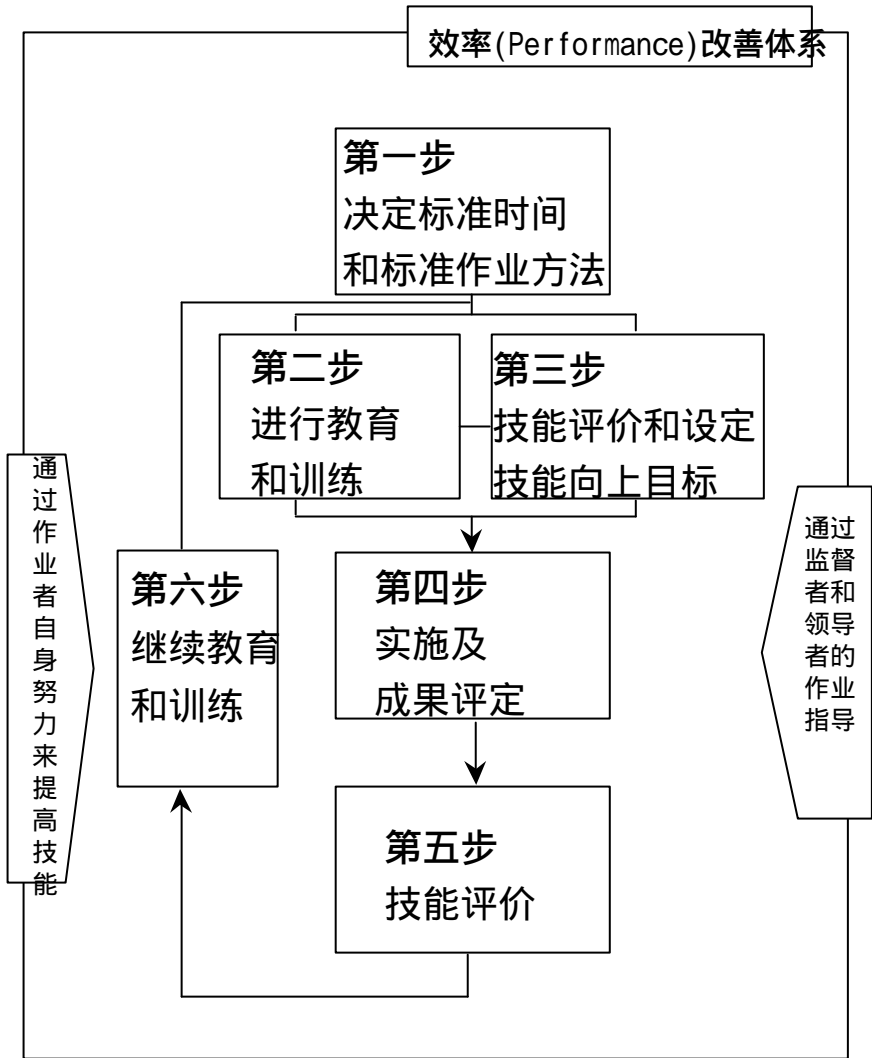 效率(Performance)改善体系
第一步
决定标准时间
和标准作业方法
第二步
进行教育
和训练
第三步
技能评价和设定
技能向上目标
通过作业者自身努力来提高技能
第六步
继续教育
和训练
第四步
实施及
成果评定
通过
监督
者和
领导
者的
作业
指导
第五步
技能评价